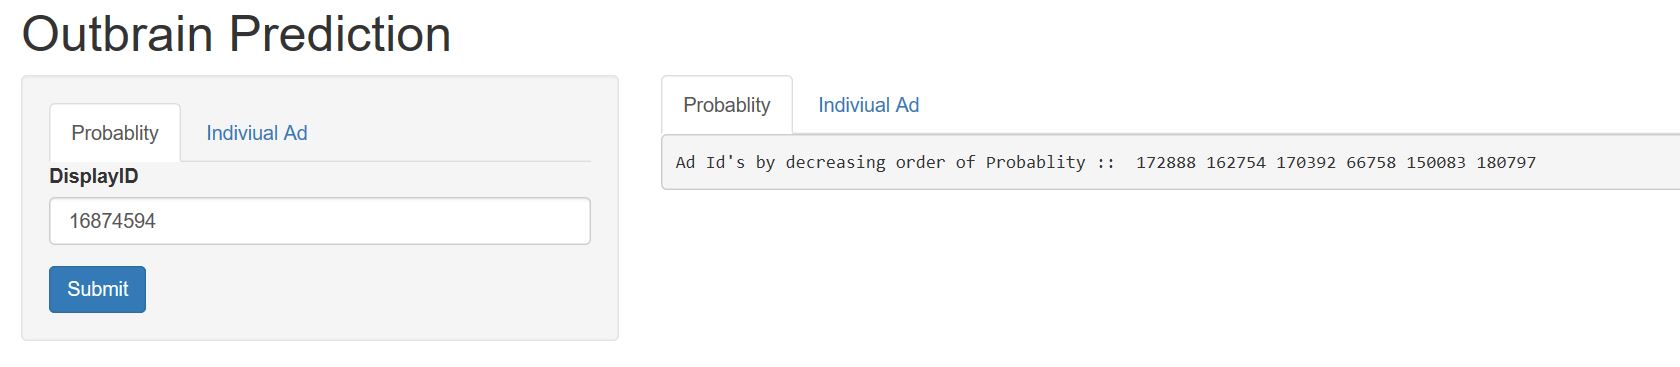 Outbrain Prediction
Probablity Indiviual Ad
DisplayID
16874594
Submit
Probablity Indiviual Ad
Ad Id's by decreasing order of Probablity :: 172888 162754 170392 66758 150083 180797